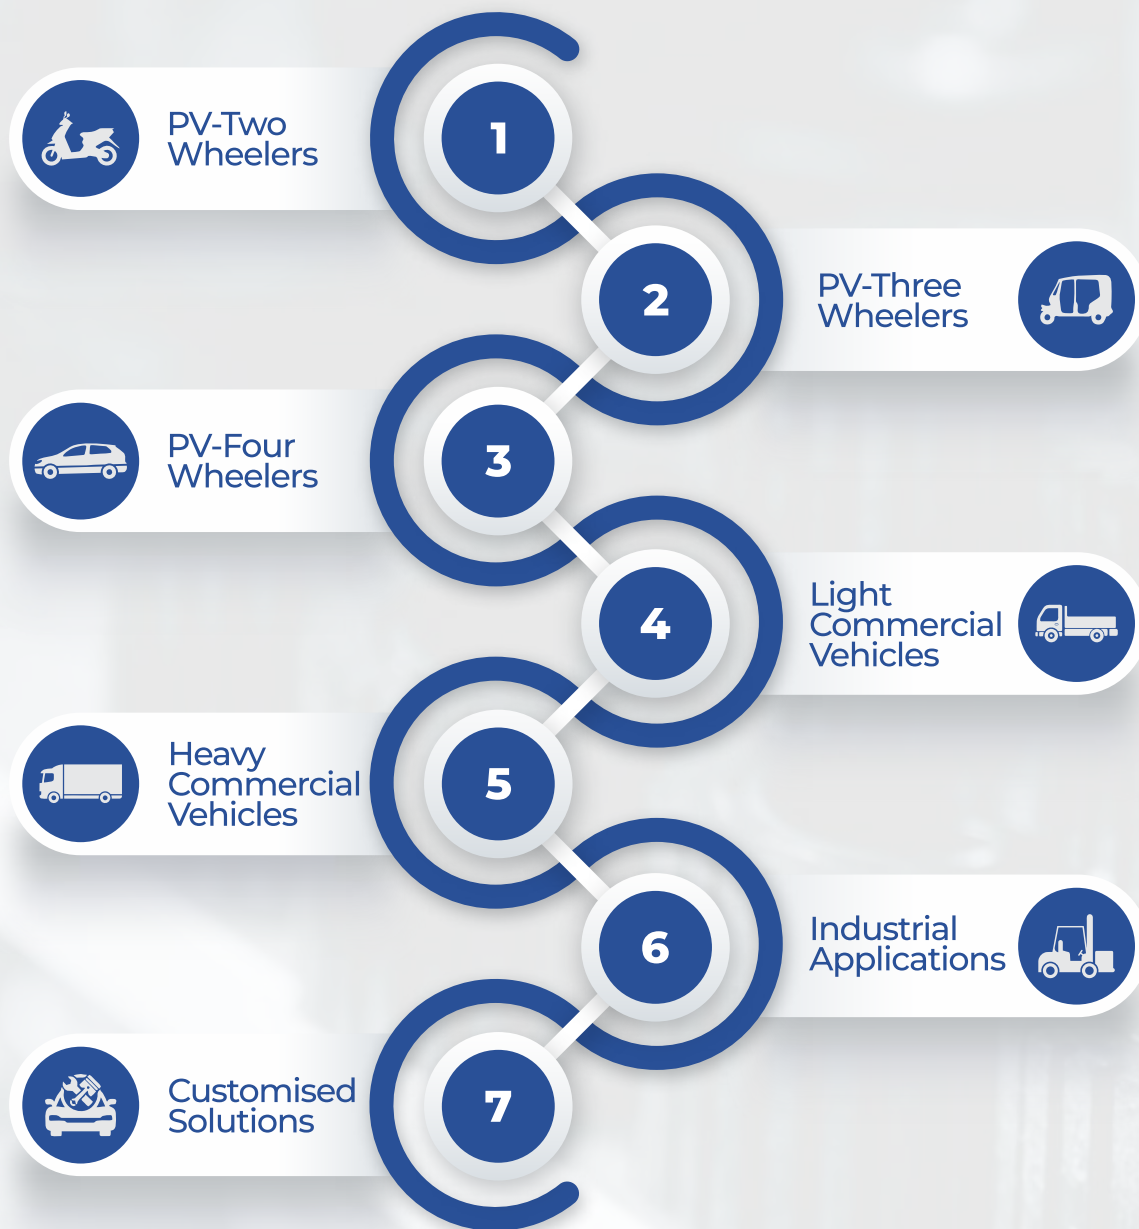 PV-Two
Wheelers
1
2
PV-Three
Wheelers
PV-Four
Wheelers
3
4
Light
Commercial
Vehicles
Heavy
Commercial
Vehicles
5
6
Industrial
Applications
Customised
Solutions
7